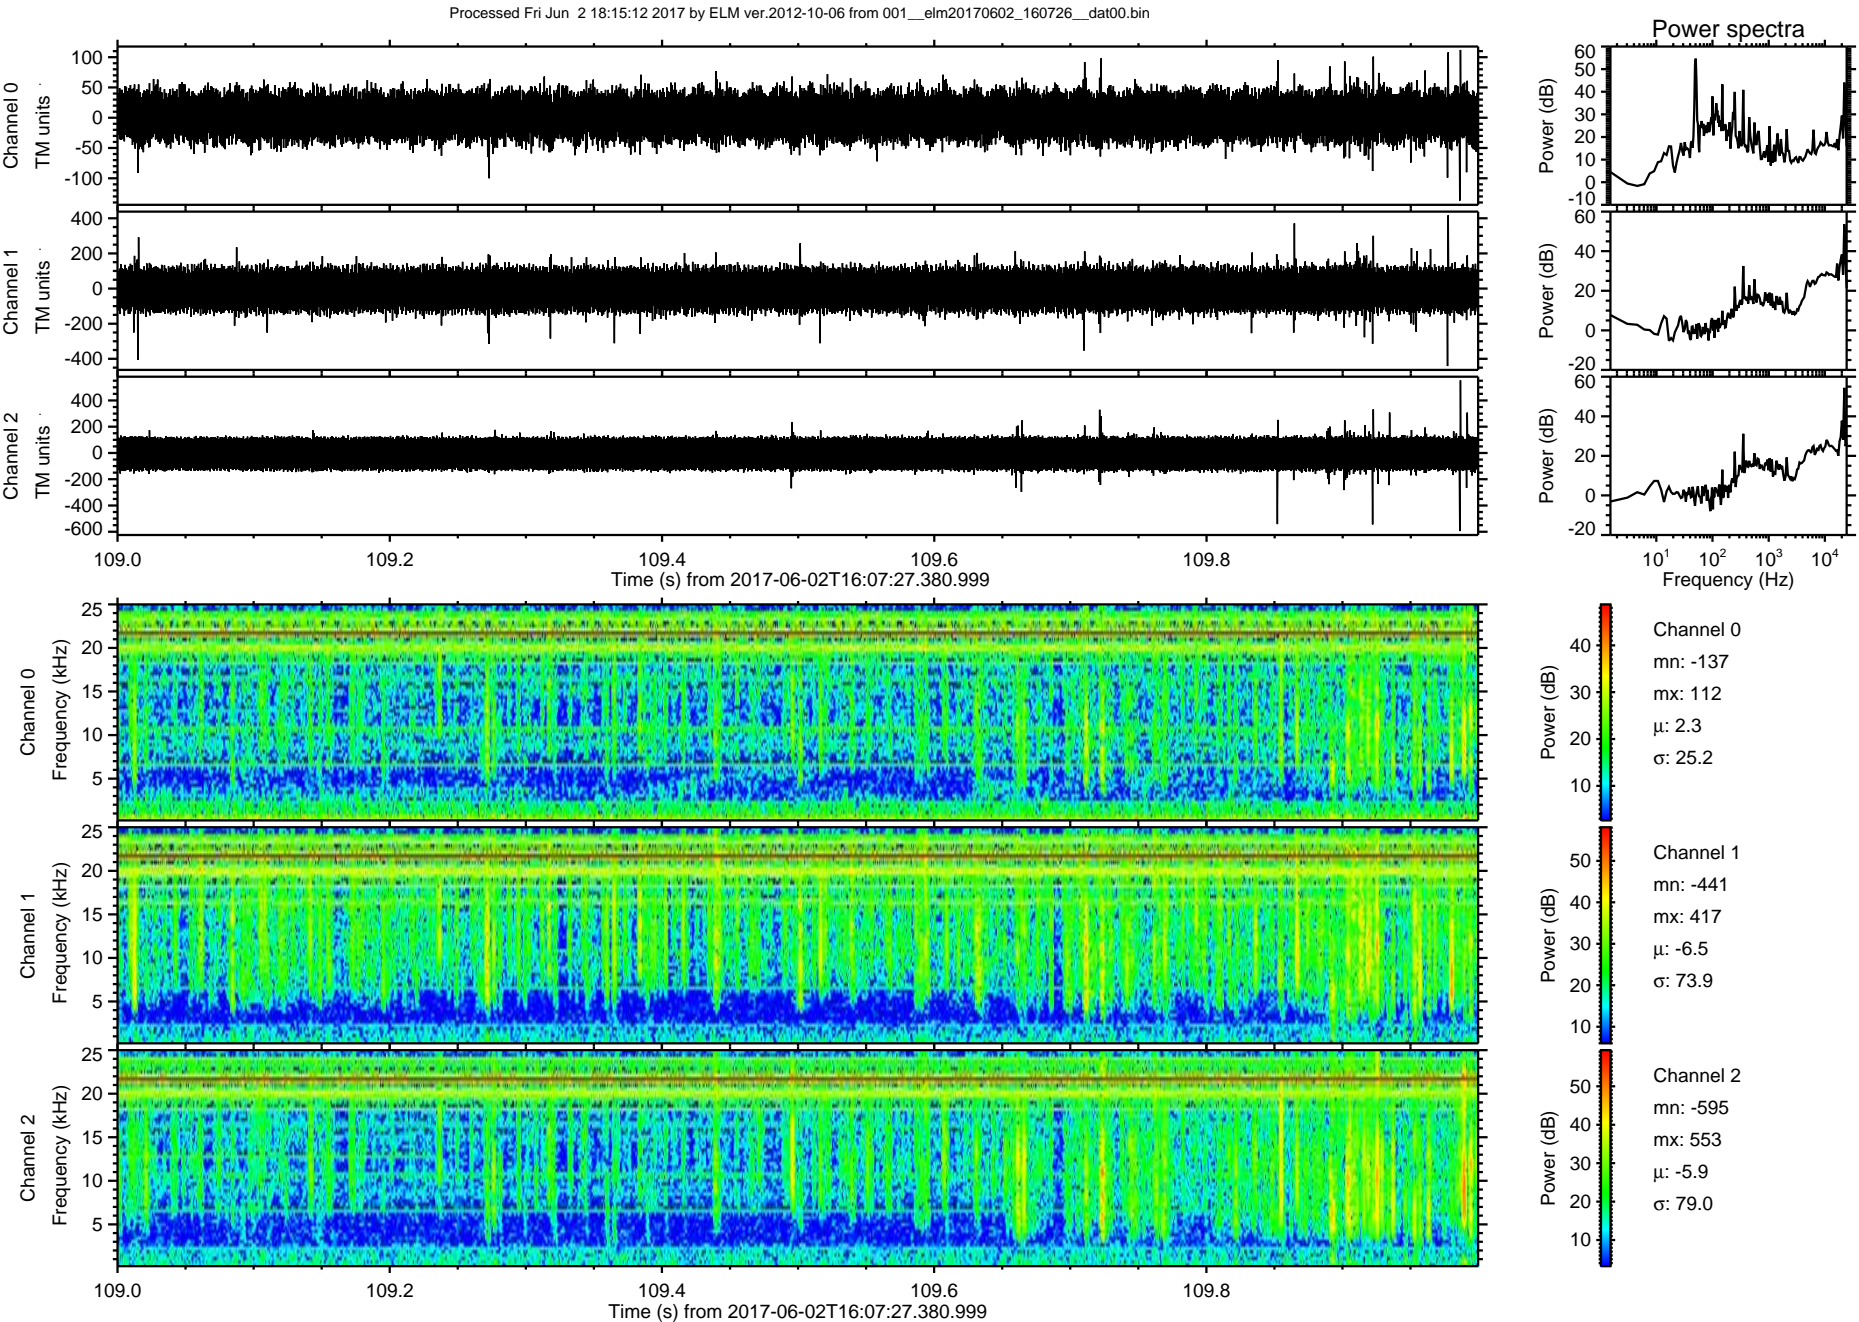 Processed Fri Jun  2 18:15:12 2017 by ELM ver.2012-10-06 from 001__elm20170602_160726__dat00.bin
Power spectra
Channel 0
TM units
100
50
0
-50
-100
Power (dB)
60
50
40
30
20
10
0
-10
Channel 1
TM units
400
200
0
-200
-400
Power (dB)
60
40
20
0
-20
Channel 2
TM units
400
200
0
-200
-400
-600
Power (dB)
60
40
20
0
-20
109.0 109.2 109.4 109.6 109.8
Time (s) from 2017-06-02T16:07:27.380.999
10^1 10^2 10^3 10^4
Frequency (Hz)
Channel 0
Frequency (kHz)
25
20
15
10
5
Power (dB)
40
30
20
10
Channel 0
mn: -137
mx: 112
μ: 2.3
σ: 25.2
Channel 1
Frequency (kHz)
25
20
15
10
5
Power (dB)
50
40
30
20
10
Channel 1
mn: -441
mx: 417
μ: -6.5
σ: 73.9
Channel 2
Frequency (kHz)
25
20
15
10
5
Power (dB)
50
40
30
20
10
Channel 2
mn: -595
mx: 553
μ: -5.9
σ: 79.0
109.0 109.2 109.4 109.6 109.8
Time (s) from 2017-06-02T16:07:27.380.999